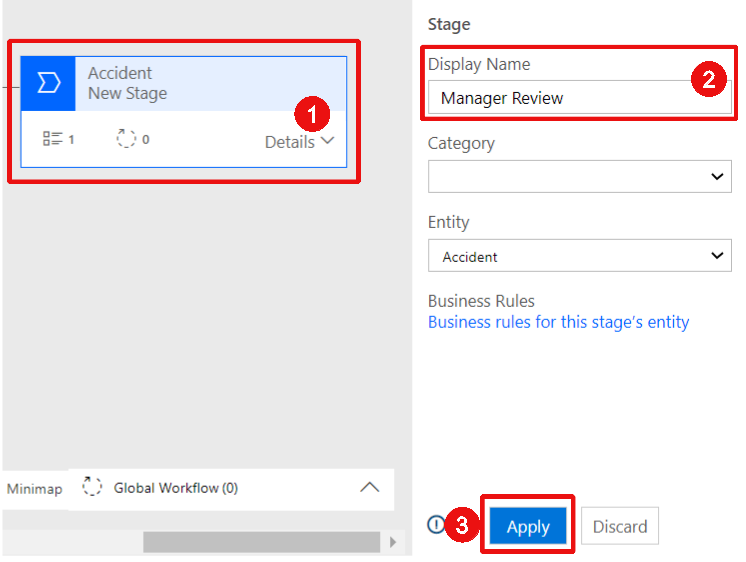 Accident
New Stage
1
1
0
Details
Minimap
Global Workflow (0)
Stage
Display Name
2
Manager Review
Category
Entity
Accident
Business Rules
Business rules for this stage's entity
3
Apply
Discard